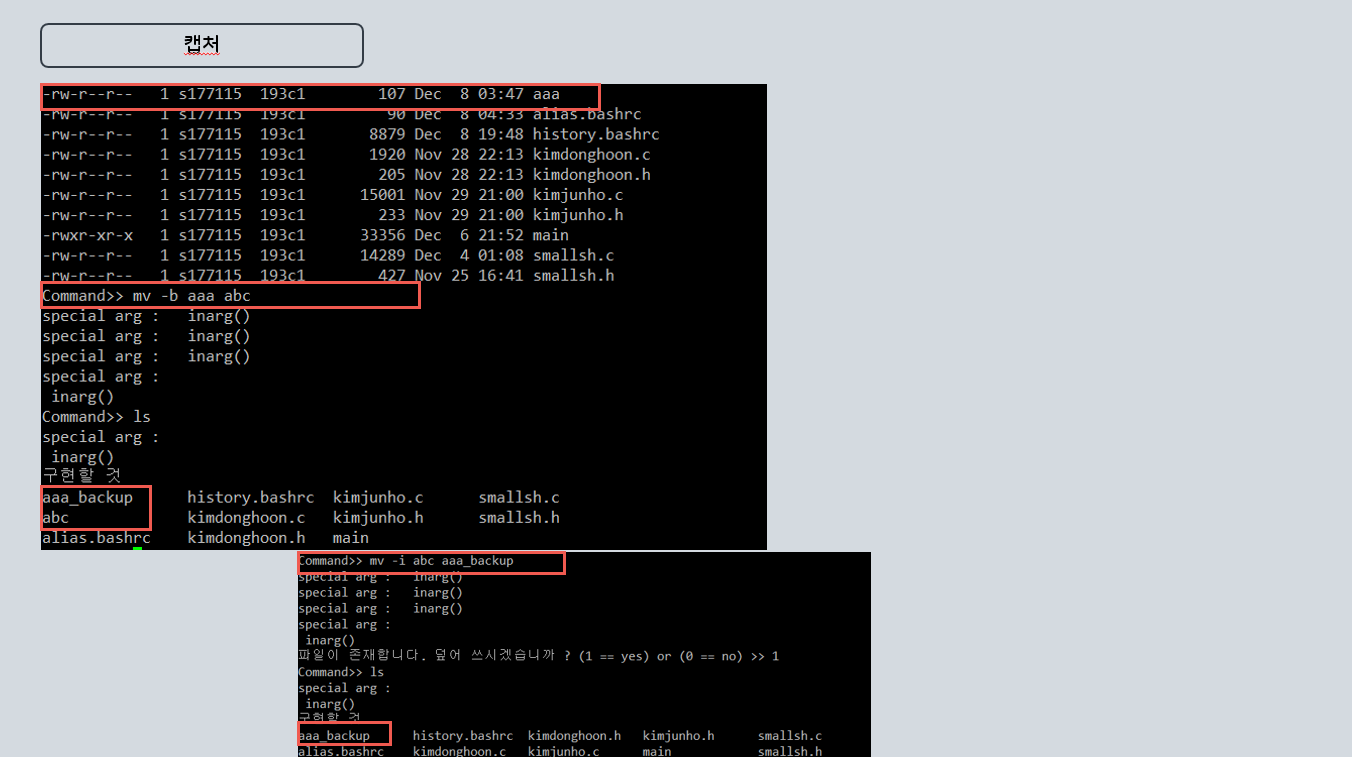 캡처
-rw-r--r-- 1 s177115 193c1 107 Dec 8 03:47 aaa
-rw-r--r-- 1 s177115 193c1 90 Dec 8 04:33 alias.bashrc
-rw-r--r-- 1 s177115 193c1 8879 Dec 8 19:48 history.bashrc
-rw-r--r-- 1 s177115 193c1 1920 Nov 28 22:13 kimdonghoon.c
-rw-r--r-- 1 s177115 193c1 205 Nov 28 22:13 kimdonghoon.h
-rw-r--r-- 1 s177115 193c1 15001 Nov 29 21:00 kimjunho.c
-rw-r--r-- 1 s177115 193c1 233 Nov 29 21:00 kimjunho.h
-rwxr-xr-x 1 s177115 193c1 33356 Dec 6 21:52 main
-rw-r--r-- 1 s177115 193c1 14289 Dec 4 01:08 smallsh.c
-rw-r--r-- 1 s177115 193c1 427 Nov 25 16:41 smallsh.h
Command>> mv -b aaa abc
special arg : inarg()
special arg : inarg()
special arg : inarg()
special arg :
inarg()
Command>> ls
special arg :
inarg()
구현할 것
aaa_backup history.bashrc kimjunho.c smallsh.c
abc kimdonghoon.c kimjunho.h smallsh.h
alias.bashrc kimdonghoon.h main
Command>> mv -i abc aaa_backup
special arg : inarg()
special arg : inarg()
special arg : inarg()
special arg :
inarg()
파일이 존재합니다. 덮어 쓰시겠습니까 ? (1 == yes) or (0 == no) >> 1
Command>> ls
special arg :
inarg()
구현할 것
aaa_backup history.bashrc kimdonghoon.h kimjunho.h smallsh.c
alias.bashrc kimdonghoon.c kimjunho.c main smallsh.h